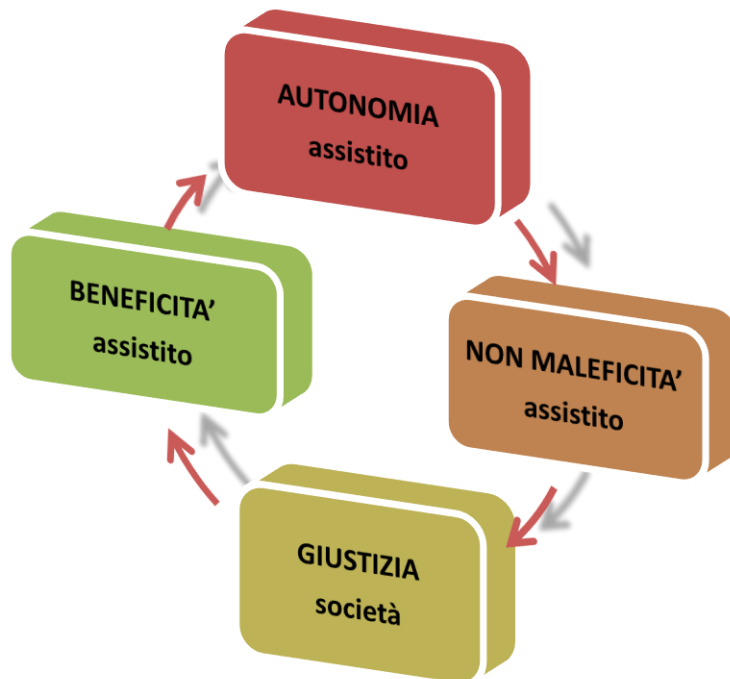 AUTONOMIA
assistito
BENEFICITA’
assistito
NON MALEFICITA’
assistito
GIUSTIZIA
società